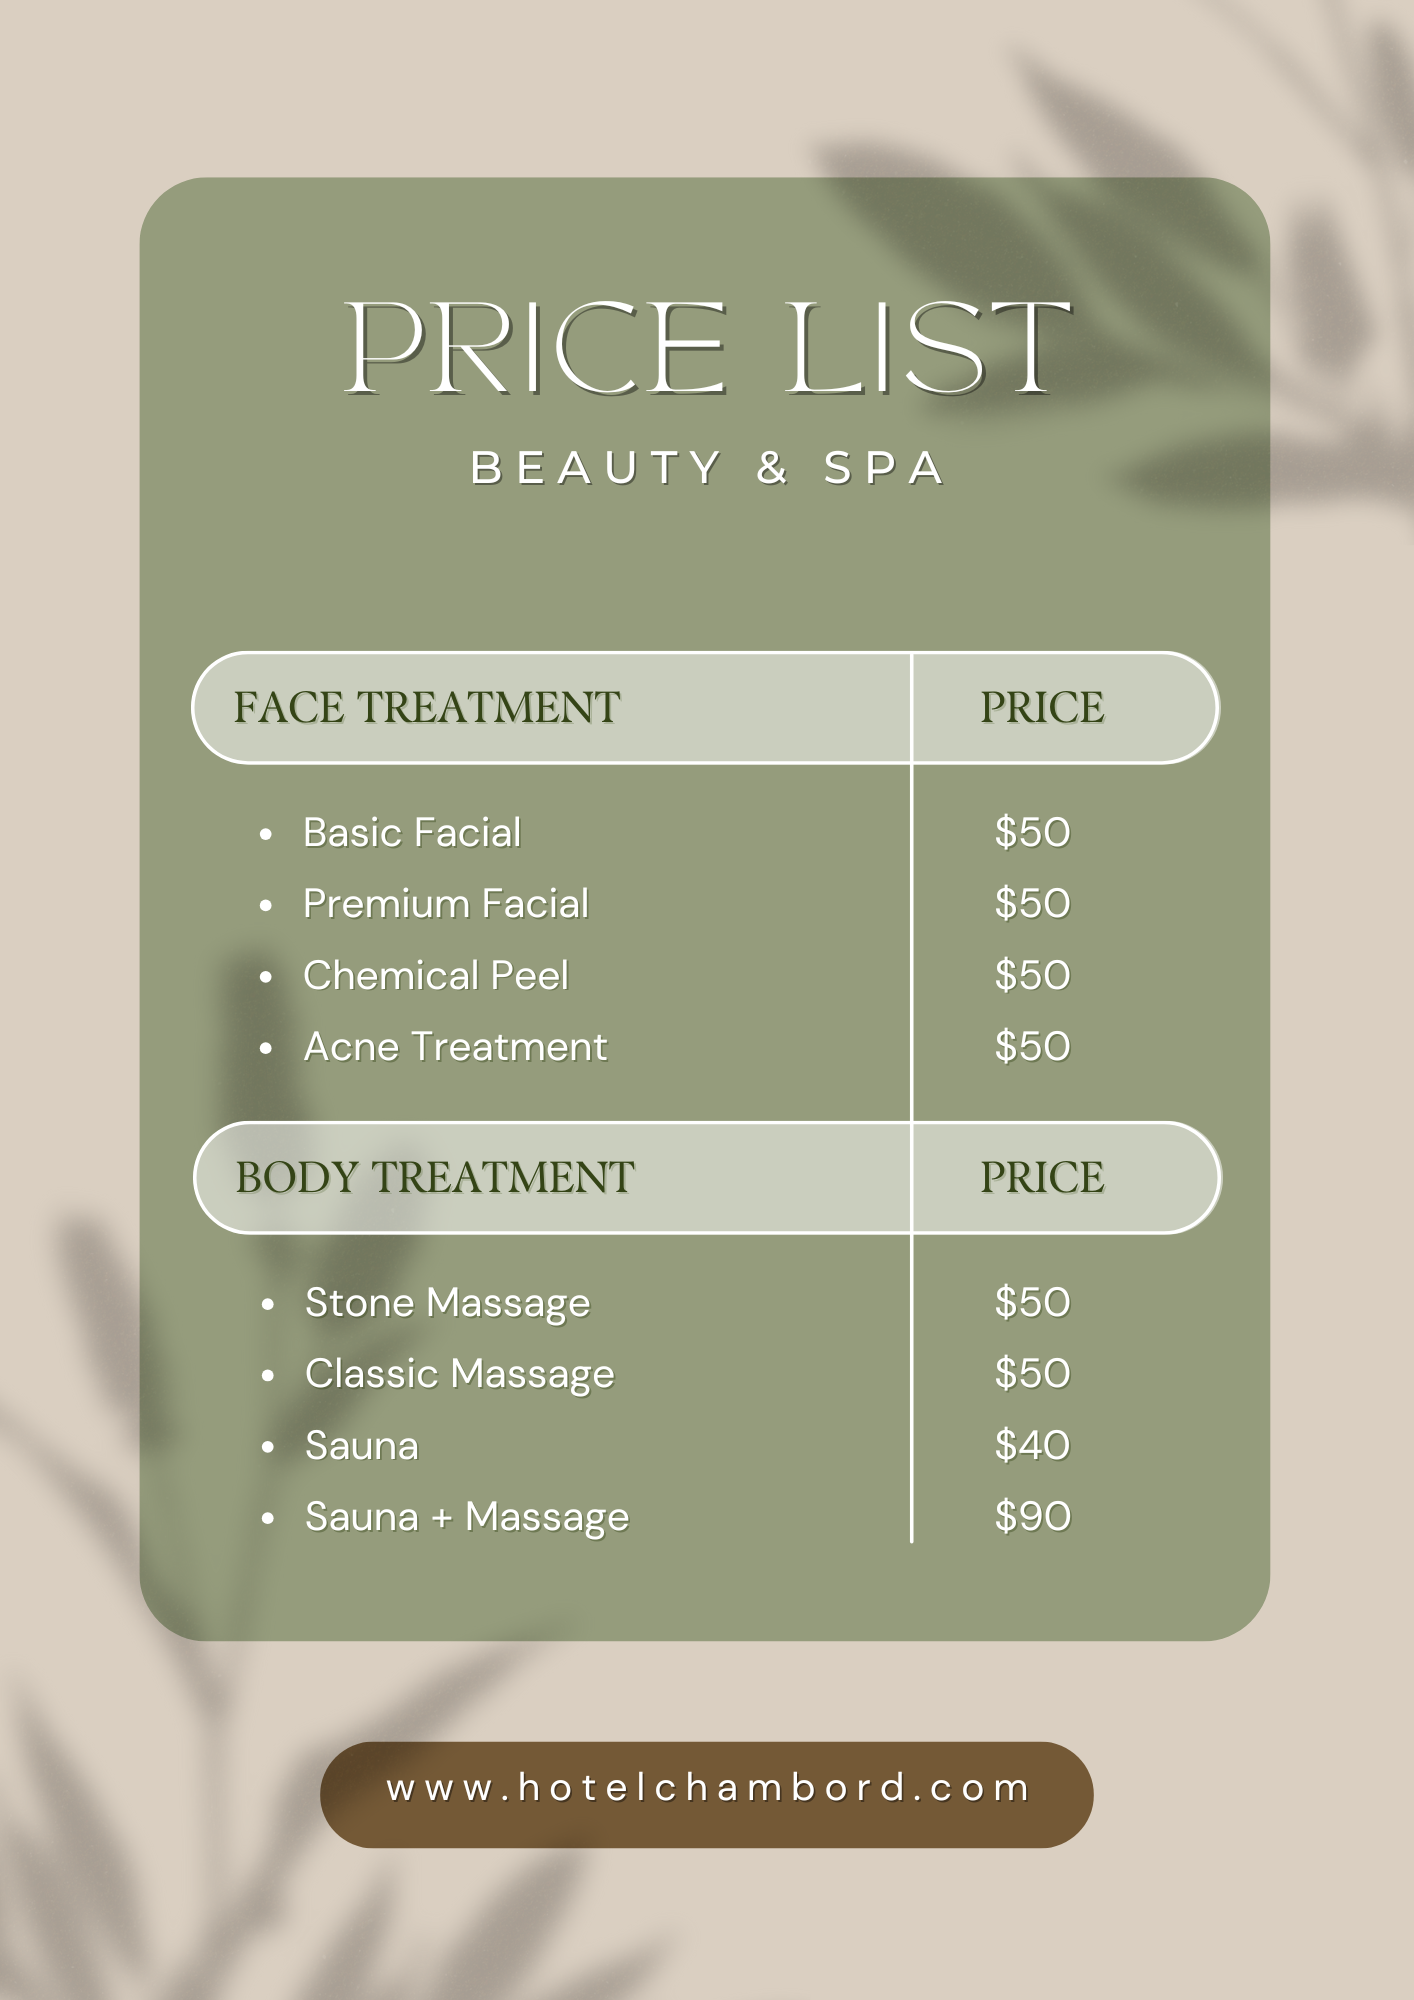 PRICE LIST
BEAUTY & SPA
FACE TREATMENT PRICE
• Basic Facial $50
• Premium Facial $50
• Chemical Peel $50
• Acne Treatment $50
BODY TREATMENT PRICE
• Stone Massage $50
• Classic Massage $50
• Sauna $40
• Sauna + Massage $90
www.hotelchambord.com